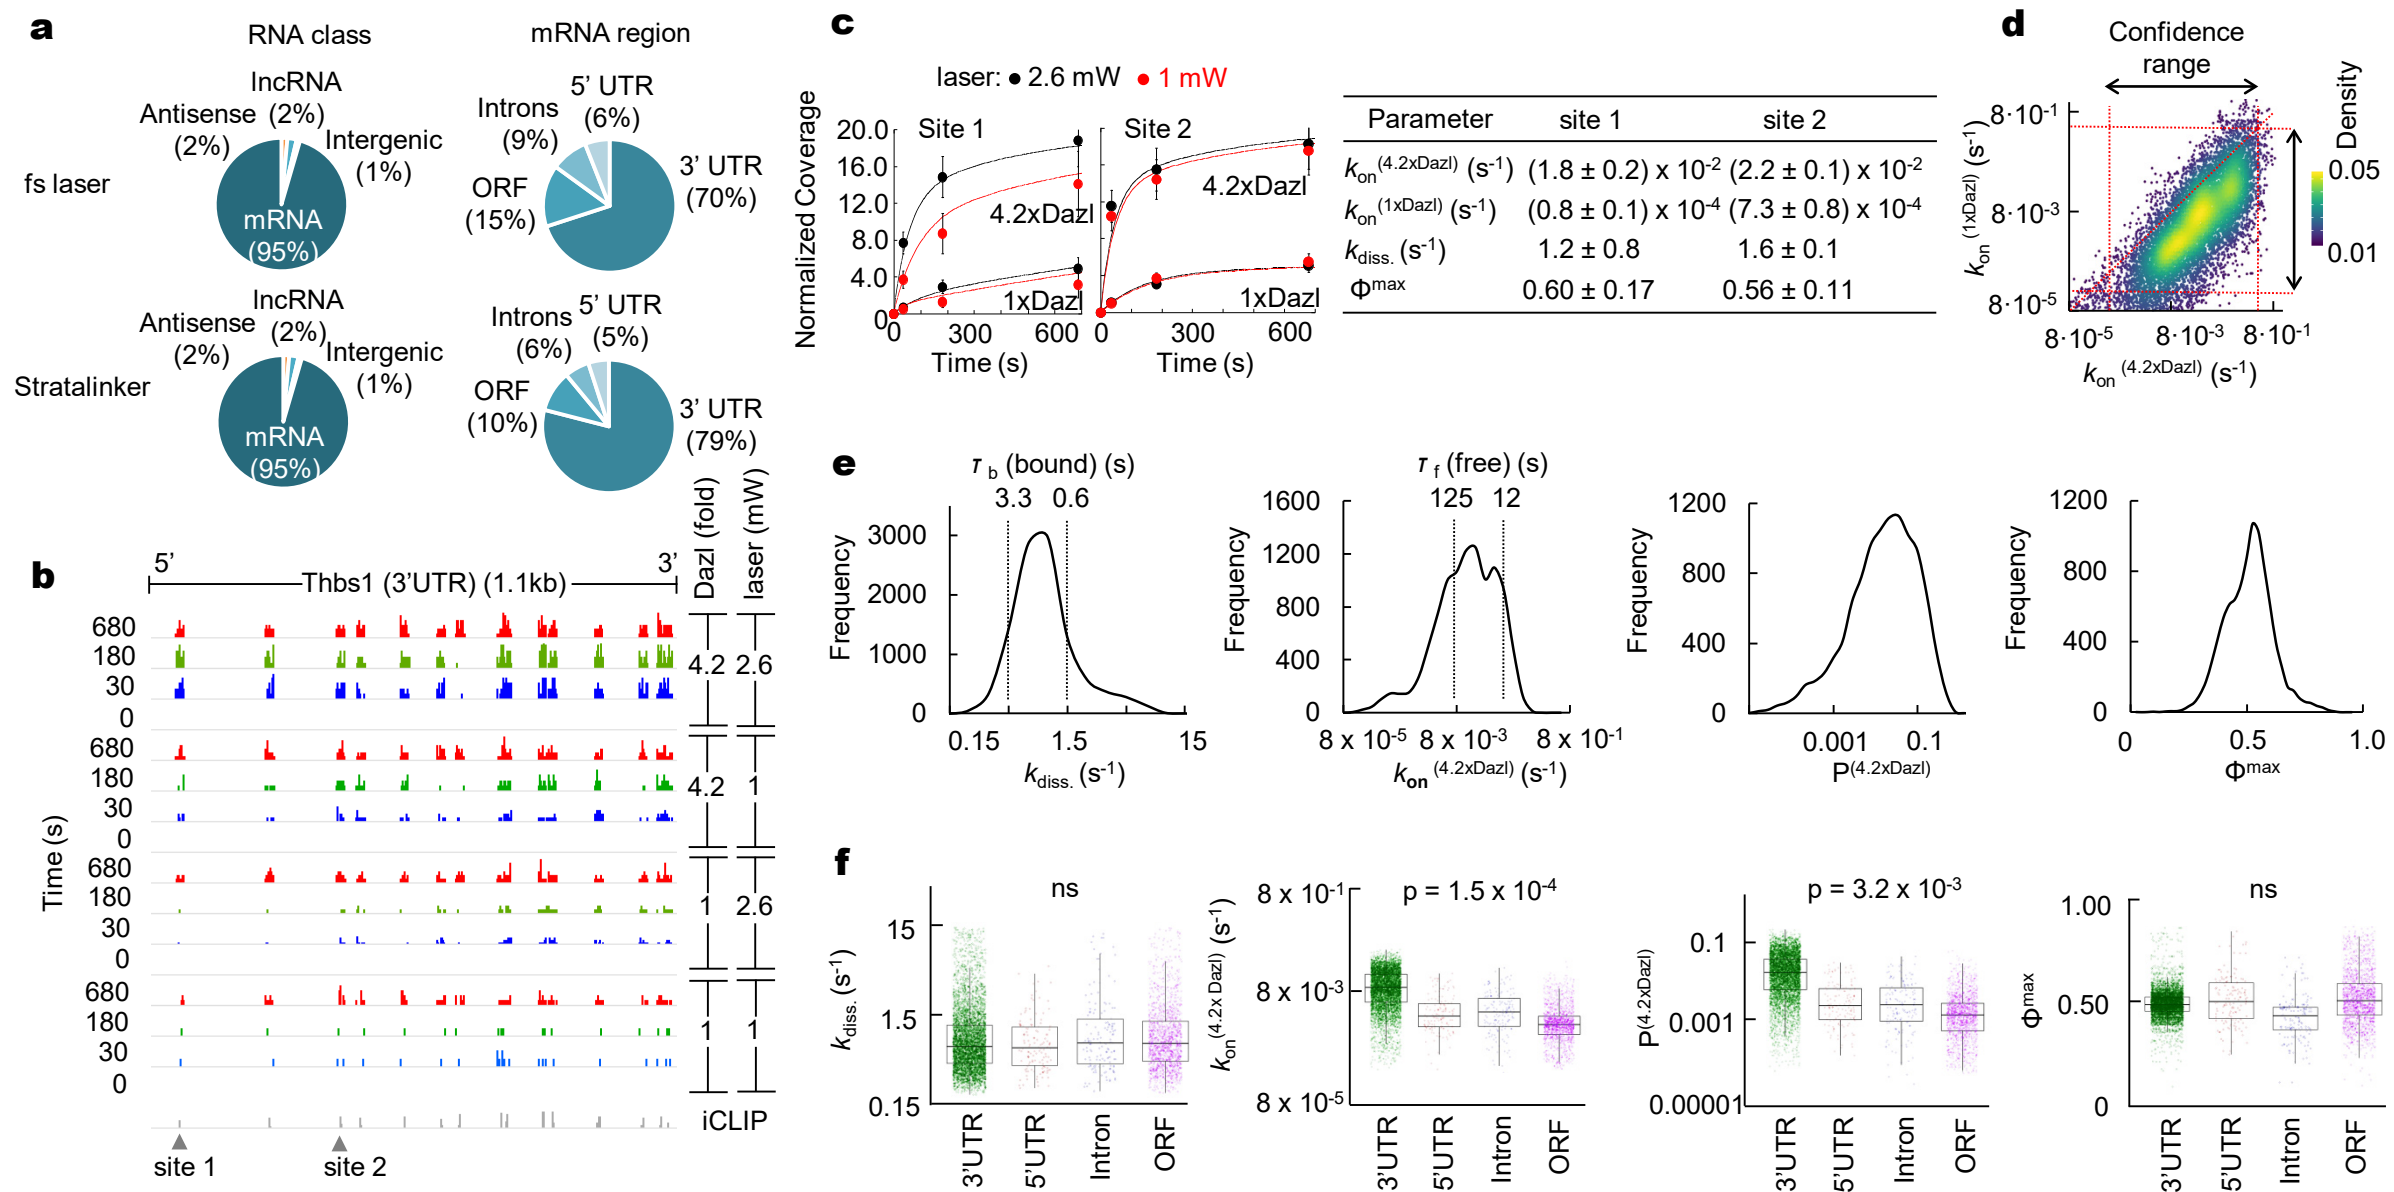 a
RNA class
mRNA region
fs laser
Antisense
(2%)
lncRNA
(2%)
Intergenic
(1%)
mRNA
(95%)
Introns
(9%)
5’ UTR
(6%)
ORF
(15%)
3’ UTR
(70%)
Stratalinker
Antisense
(2%)
lncRNA
(2%)
Intergenic
(1%)
mRNA
(95%)
Introns
(6%)
5’ UTR
(5%)
ORF
(10%)
3’ UTR
(79%)
b
5’
Thbs1 (3’UTR) (1.1kb)
3’
Dazl (fold)
laser (mW)
Time (s)
680
180
30
0
4.2
2.6
680
180
30
0
4.2
1
680
180
30
0
1
2.6
680
180
30
0
1
1
iCLIP
site 1
site 2
c
laser: 2.6 mW 1 mW
Normalized Coverage
20.0
16.0
12.0
8.0
4.0
0
Site 1
4.2xDazl
1xDazl
0 300 600
Time (s)
Site 2
4.2xDazl
1xDazl
0 300 600
Time (s)
Parameter site 1 site 2
kon(4.2xDazl) (s-1) (1.8 ± 0.2) x 10-2 (2.2 ± 0.1) x 10-2
kon(1xDazl) (s-1) (0.8 ± 0.1) x 10-4 (7.3 ± 0.8) x 10-4
kdiss. (s-1) 1.2 ± 0.8 1.6 ± 0.1
Φmax 0.60 ± 0.17 0.56 ± 0.11
d
Confidence
range
Density
0.05
0.01
kon (1xDazl) (s-1)
8·10-1
8·10-3
8·10-5
8·10-5 8·10-3 8·10-1
kon (4.2xDazl) (s-1)
e
τ b (bound) (s)
3.3 0.6
Frequency
3000
2000
1000
0
0.15 1.5 15
kdiss. (s-1)
τ f (free) (s)
125 12
Frequency
1600
1200
800
400
0
8 x 10-5 8 x 10-3 8 x 10-1
kon (4.2xDazl) (s-1)
Frequency
1200
800
400
0
0.001 0.1
P(4.2xDazl)
Frequency
1200
800
400
0
0 0.5 1.0
Φmax
f
ns
kdiss. (s-1)
15
1.5
0.15
3’UTR
5’UTR
Intron
ORF
p = 1.5 x 10-4
kon(4.2x Dazl) (s-1)
8 x 10-1
8 x 10-3
8 x 10-5
3’UTR
5’UTR
Intron
ORF
p = 3.2 x 10-3
P(4.2xDazl)
0.1
0.001
0.00001
3’UTR
5’UTR
Intron
ORF
ns
Φmax
1.00
0.50
0
3’UTR
5’UTR
Intron
ORF